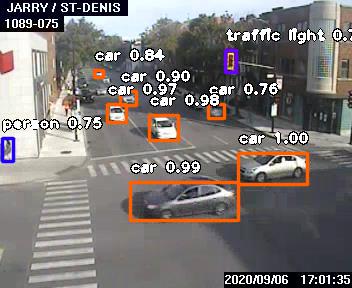 JARRY / ST-DENIS
1089-075
traffic light 0.7
car 0.84
car 0.90
car 0.97
car 0.76
car 0.98
person 0.75
car 1.00
car 0.99
2020/09/06 17:01:35